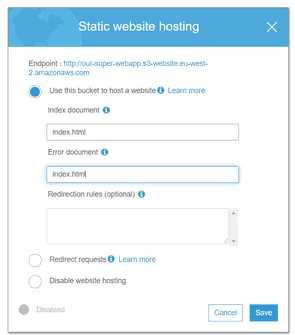 Static website hosting
Endpoint : http://our-super-webapp.s3-website.eu-west-
2.amazonaws.com
Use this bucket to host a website Learn more
Index document
index.html
Error document
index.html
Redirection rules (optional)
Redirect requests Learn more
Disable website hosting
Disabled
Cancel Save